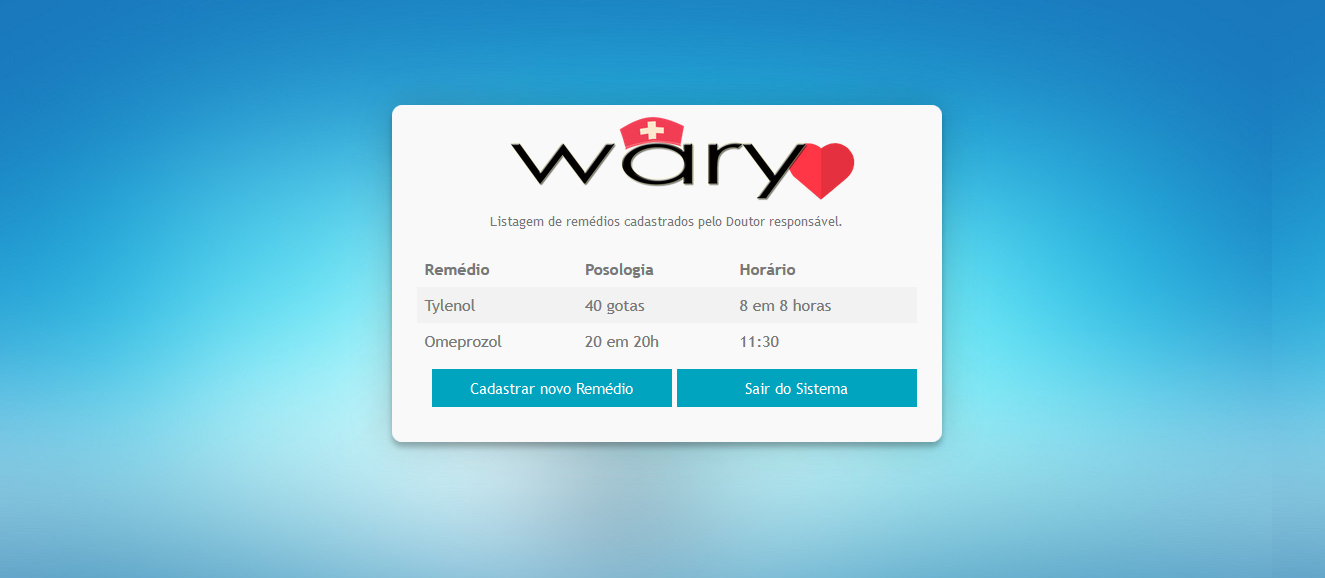 wary
Listagem de remédios cadastrados pelo Doutor responsável.
Remédio Posologia Horário
Tylenol 40 gotas 8 em 8 horas
Omeprozol 20 em 20h 11:30
Cadastrar novo Remédio Sair do Sistema